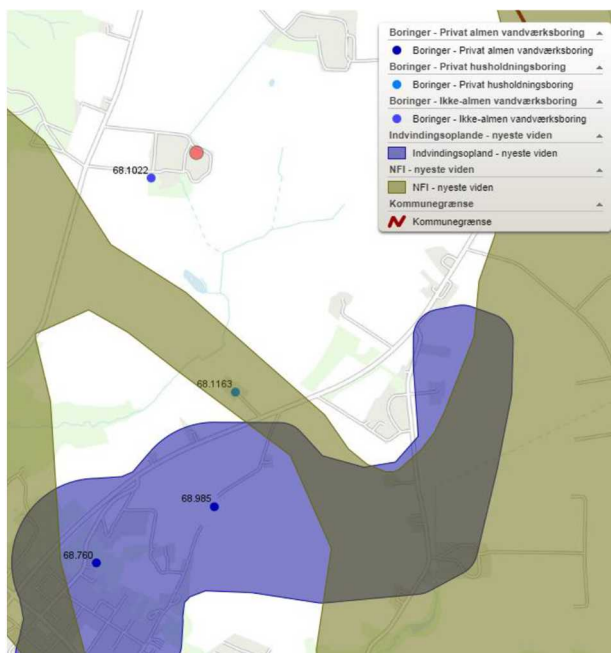 Boringer - Privat almen vandværksboring
Boringer - Privat almen vandværksboring
Boringer - Privat husholdningsboring
Boringer - Privat husholdningsboring
Boringer - Ikke-almen vandværksboring
Boringer - Ikke-almen vandværksboring
Indvindingsoplande - nyeste viden
Indvindingsopland - nyeste viden
NFI - nyeste viden
NFI - nyeste viden
Kommunegrænse
Kommunegrænse
68.1022
68.1163
68.985
68.760